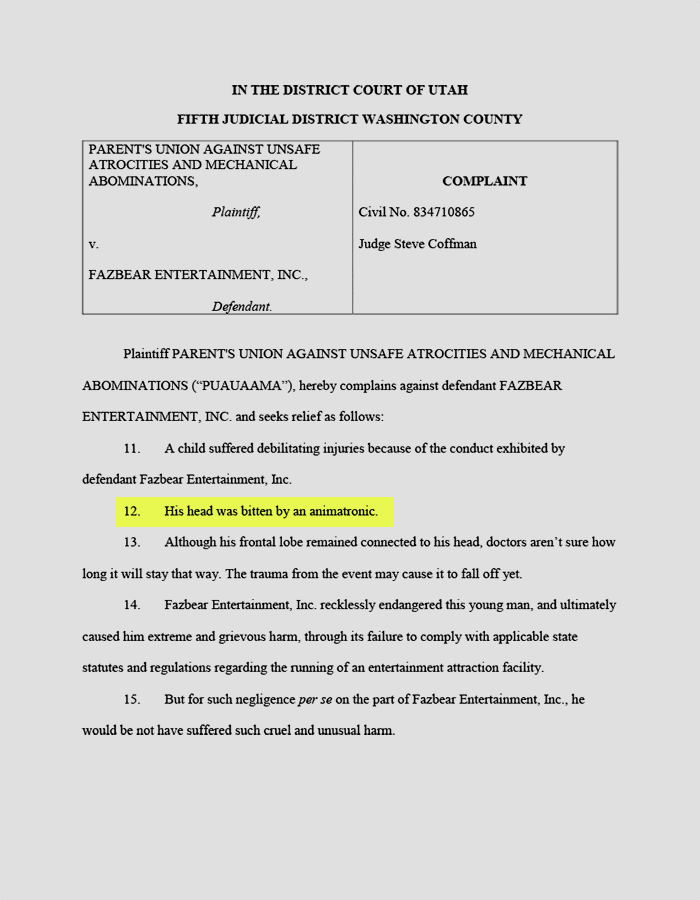 IN THE DISTRICT COURT OF UTAH
FIFTH JUDICIAL DISTRICT WASHINGTON COUNTY
PARENT'S UNION AGAINST UNSAFE
ATROCITIES AND MECHANICAL
ABOMINATIONS,
Plaintiff,
v.
FAZBEAR ENTERTAINMENT, INC.,
Defendant.
COMPLAINT
Civil No. 834710865
Judge Steve Coffman
Plaintiff PARENT'S UNION AGAINST UNSAFE ATROCITIES AND MECHANICAL
ABOMINATIONS (“PUAUAAMA”), hereby complains against defendant FAZBEAR
ENTERTAINMENT, INC. and seeks relief as follows:
11. A child suffered debilitating injuries because of the conduct exhibited by
defendant Fazbear Entertainment, Inc.
12. His head was bitten by an animatronic.
13. Although his frontal lobe remained connected to his head, doctors aren’t sure how
long it will stay that way. The trauma from the event may cause it to fall off yet.
14. Fazbear Entertainment, Inc. recklessly endangered this young man, and ultimately
caused him extreme and grievous harm, through its failure to comply with applicable state
statutes and regulations regarding the running of an entertainment attraction facility.
15. But for such negligence per se on the part of Fazbear Entertainment, Inc., he
would be not have suffered such cruel and unusual harm.